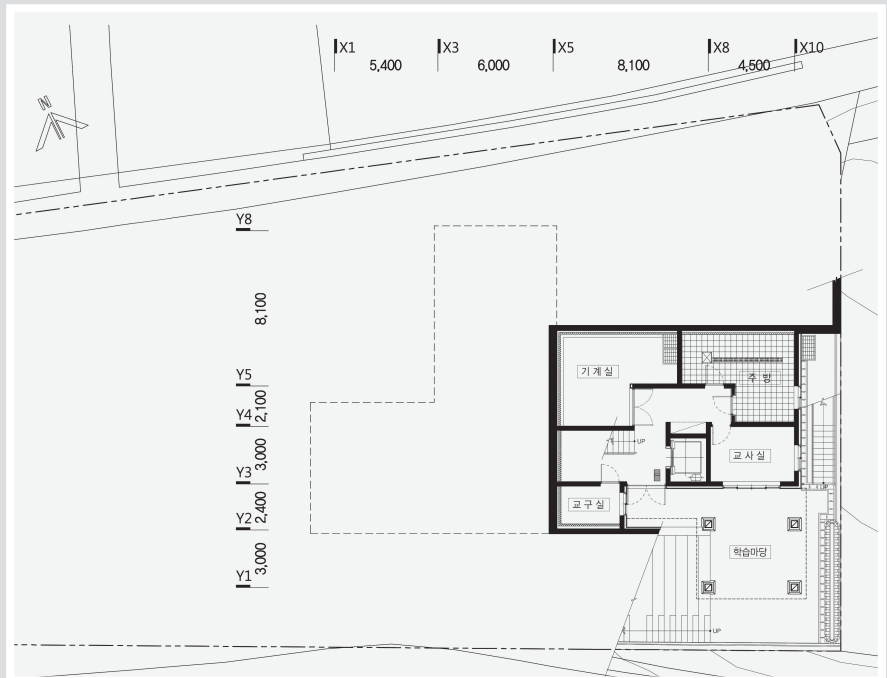 X1
X3
X5
X8
X10
5,400
6,000
8,100
4,500
N
Y8
8,100
Y5
2,100
Y4
3,000
Y3
2,400
Y2
3,000
Y1
기계실
주 방
UP
교사실
교구실
UP
학습마당
UP